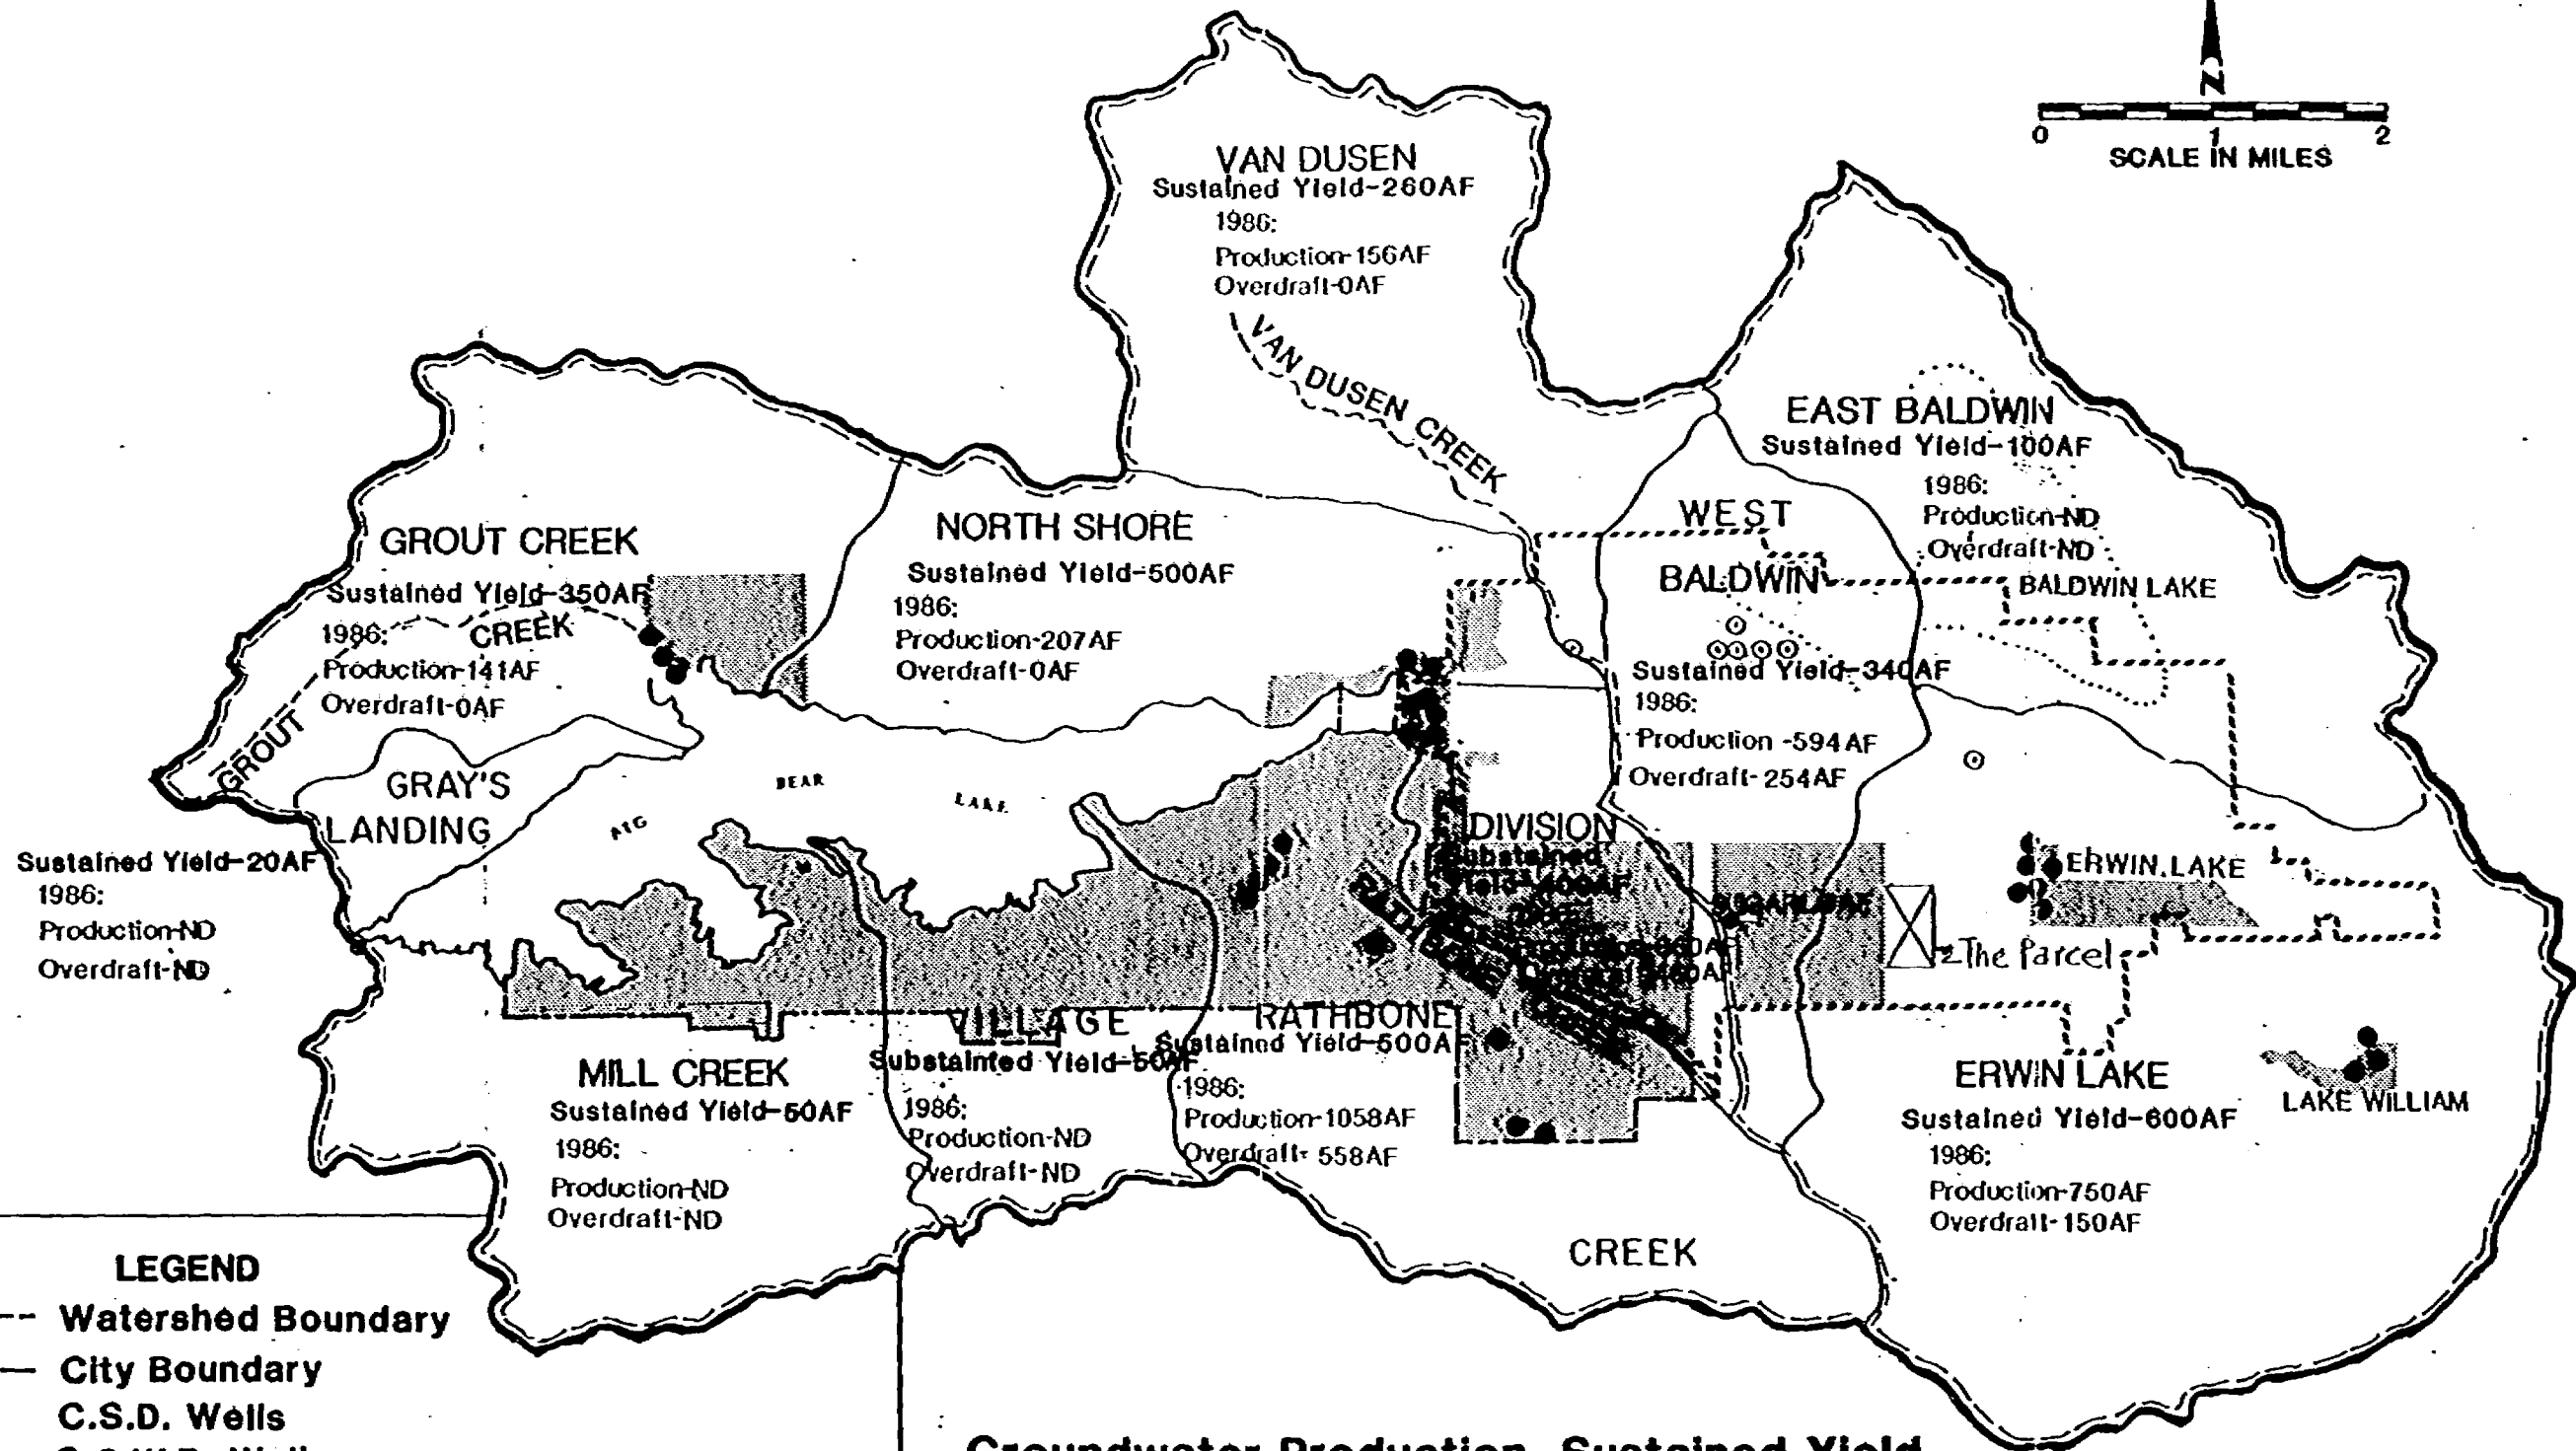 N
0 1 2
SCALE IN MILES
VAN DUSEN
Sustained Yield-260AF
1986:
Production-156AF
Overdraft-0AF
VAN DUSEN CREEK
EAST BALDWIN
Sustained Yield-100AF
1986:
Production-ND
Overdraft-ND
BALDWIN LAKE
WEST
BALDWIN
Sustained Yield-340AF
1986:
Production -594AF
Overdraft-254AF
NORTH SHORE
Sustained Yield-500AF
1986:
Production-207AF
Overdraft-0AF
GROUT CREEK
Sustained Yield-350AF
1986:
Production-141AF
Overdraft-0AF
GROUT
CREEK
GRAY'S
LANDING
Sustained Yield-20AF
1986:
Production-ND
Overdraft-ND
BEAR
LAKE
DIVISION
Substained
ERWIN LAKE
The Parcel
MILL CREEK
Sustained Yield-50AF
1986:
Production-ND
Overdraft-ND
VILLAGE
Substainted Yield-50AF
1986:
Production-ND
Overdraft-ND
RATHBONE
Sustained Yield-500AF
1986:
Production-1058AF
Overdraft-558AF
CREEK
ERWIN LAKE
Sustained Yield-600AF
1986:
Production-750AF
Overdraft-150AF
LAKE WILLIAM
LEGEND
Watershed Boundary
City Boundary
C.S.D. Wells
Groundwater Production, Sustained Yield